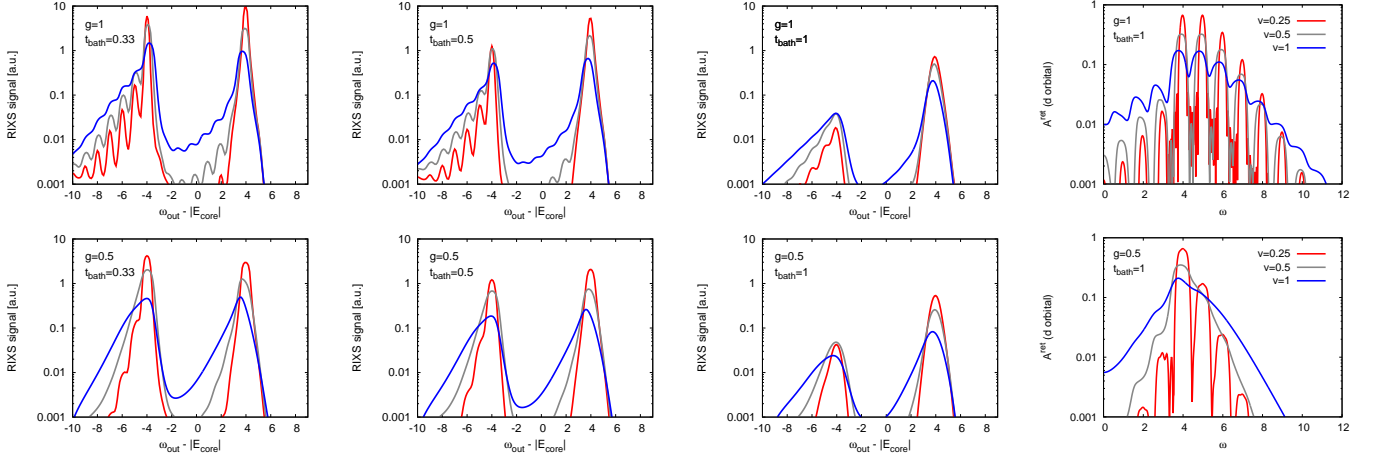 RIXS signal [a.u.]
10
1
0.1
0.01
0.001
g=1
t_bath=0.33
-10 -8 -6 -4 -2 0 2 4 6 8
ω_out - |E_core|
RIXS signal [a.u.]
10
1
0.1
0.01
0.001
g=1
t_bath=0.5
-10 -8 -6 -4 -2 0 2 4 6 8
ω_out - |E_core|
RIXS signal [a.u.]
10
1
0.1
0.01
0.001
g=1
t_bath=1
-10 -8 -6 -4 -2 0 2 4 6 8
ω_out - |E_core|
A^ret (d orbital)
1
0.1
0.01
0.001
g=1
t_bath=1
v=0.25
v=0.5
v=1
0 2 4 6 8 10 12
ω
RIXS signal [a.u.]
10
1
0.1
0.01
0.001
g=0.5
t_bath=0.33
-10 -8 -6 -4 -2 0 2 4 6 8
ω_out - |E_core|
RIXS signal [a.u.]
10
1
0.1
0.01
0.001
g=0.5
t_bath=0.5
-10 -8 -6 -4 -2 0 2 4 6 8
ω_out - |E_core|
RIXS signal [a.u.]
10
1
0.1
0.01
0.001
g=0.5
t_bath=1
-10 -8 -6 -4 -2 0 2 4 6 8
ω_out - |E_core|
A^ret (d orbital)
1
0.1
0.01
0.001
g=0.5
t_bath=1
v=0.25
v=0.5
v=1
0 2 4 6 8 10 12
ω